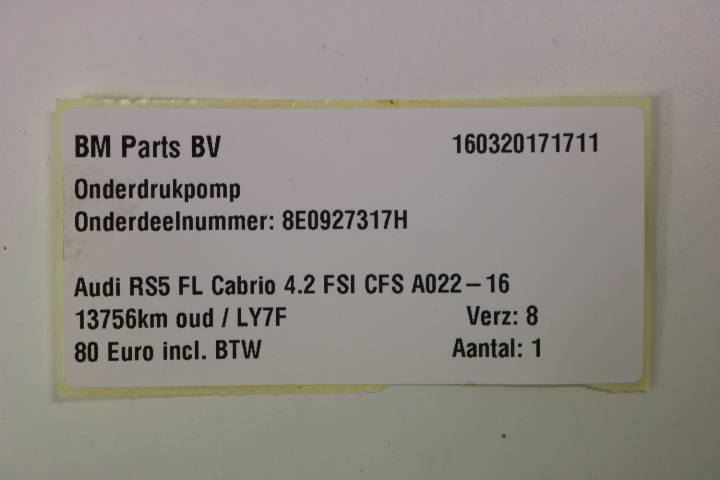 BM Parts BV 160320171711
Onderdrukpomp
Onderdeelnummer: 8E0927317H
Audi RS5 FL Cabrio 4.2 FSI CFS A022-16
13756km oud / LY7F Verz: 8
80 Euro incl. BTW Aantal: 1